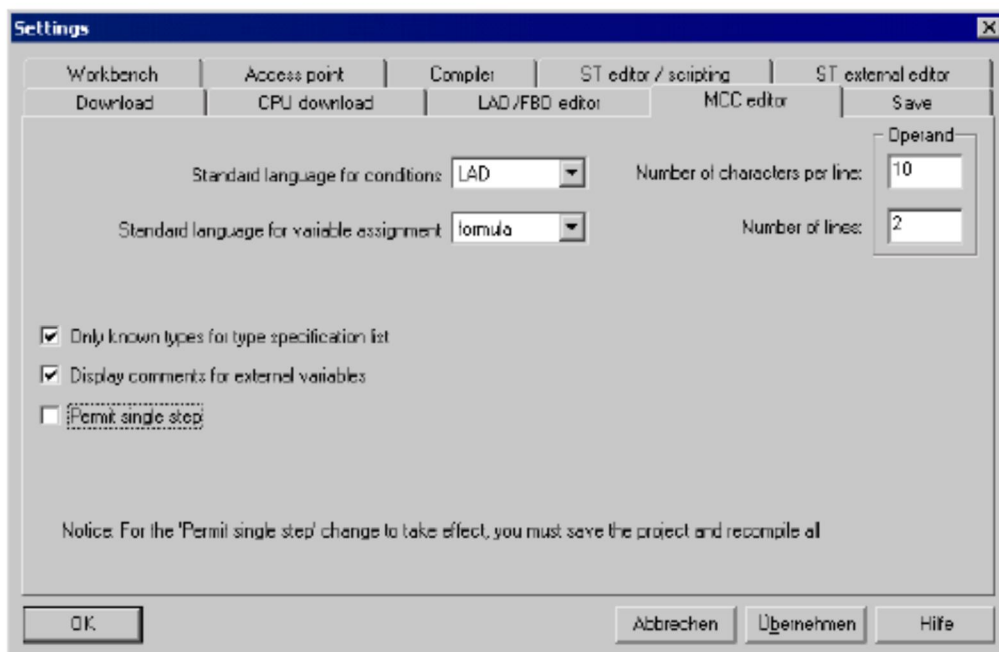 Settings
Workbench Access point Compiler ST editor / scripting ST external editor
Download CPU download LAD/FBD editor MCC editor Save
Operand
Standard language for conditions: LAD Number of characters per line: 10
Standard language for variable assignment: formula Number of lines: 2
Only known types for type specification list
Display comments for external variables
Permit single step
Notice: For the 'Permit single step' change to take effect, you must save the project and recompile all
OK Abbrechen Übernehmen Hilfe